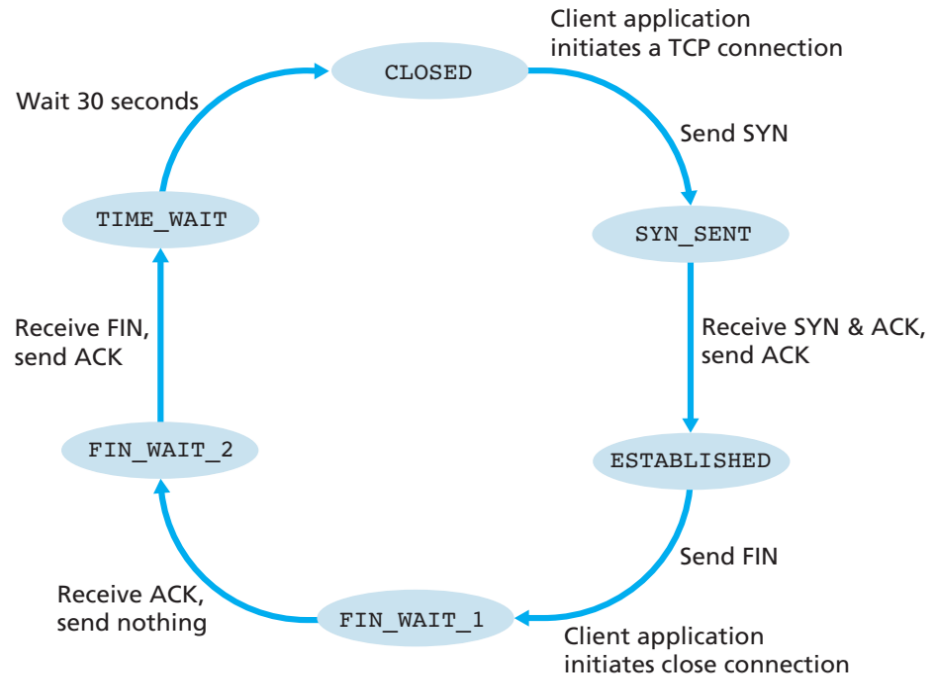 Client application
initiates a TCP connection
CLOSED
Wait 30 seconds
Send SYN
TIME_WAIT
SYN_SENT
Receive FIN,
send ACK
Receive SYN & ACK,
send ACK
FIN_WAIT_2
ESTABLISHED
Send FIN
Receive ACK,
send nothing
FIN_WAIT_1
Client application
initiates close connection